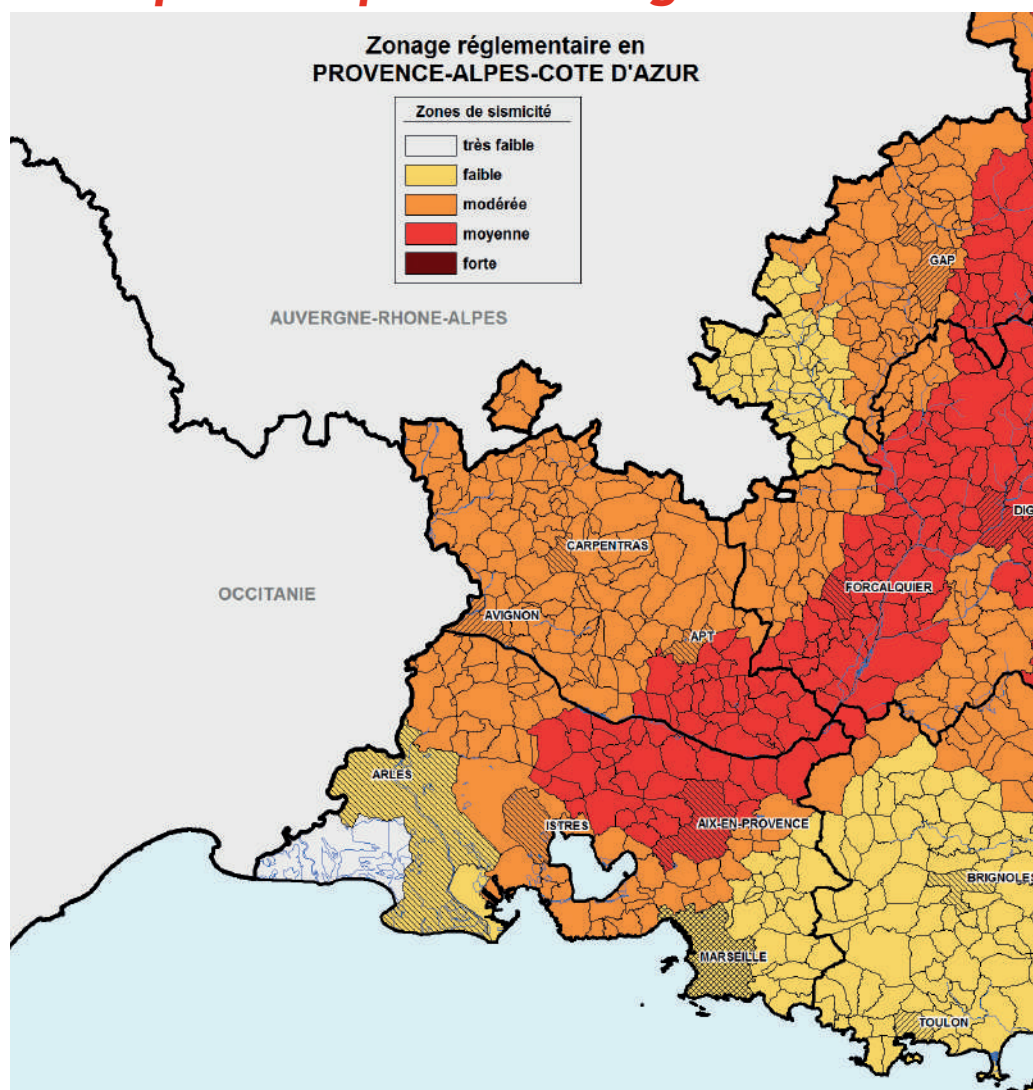 Zonage réglementaire en
PROVENCE-ALPES-COTE D'AZUR
Zones de sismicité
très faible
faible
modérée
moyenne
forte
GAP
AUVERGNE-RHONE-ALPES
DIG
CARPENTRAS
FORCALQUIER
OCCITANIE
AVIGNON
APT
ARLES
ISTRES
AIX-EN-PROVENCE
BRIGNOLES
MARSEILLE
TOULON